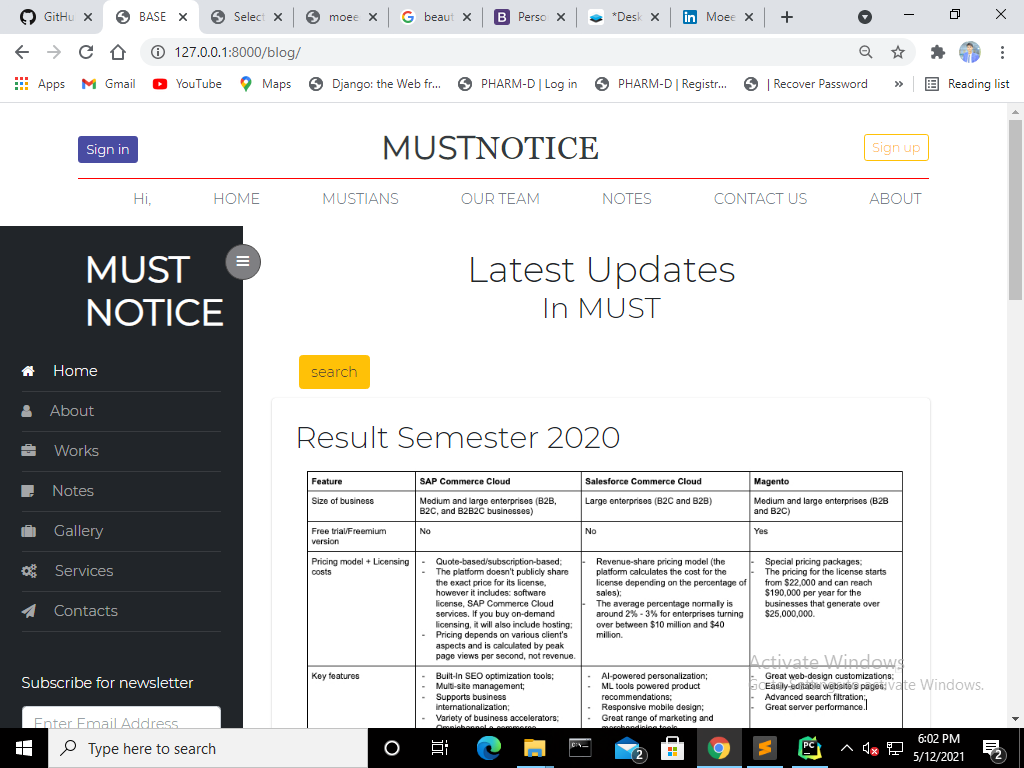 GitHu
BASE
Select
moee
beaut
Perso
*Desk
Moee
127.0.0.1:8000/blog/
Apps
Gmail
YouTube
Maps
Django: the Web fr...
PHARM-D | Log in
PHARM-D | Registr...
| Recover Password
»
Reading list
Sign in
MUSTNOTICE
Sign up
Hi,
HOME
MUSTIANS
OUR TEAM
NOTES
CONTACT US
ABOUT
MUST
NOTICE
Home
About
Works
Notes
Gallery
Services
Contacts
Subscribe for newsletter
Enter Email Address
Latest Updates
In MUST
search
Result Semester 2020
Feature
SAP Commerce Cloud
Salesforce Commerce Cloud
Magento
Size of business
Medium and large enterprises (B2B,
B2C, and B2B2C businesses)
Large enterprises (B2C and B2B)
Medium and large enterprises (B2B
and B2C)
Free trial/Freemium
version
No
No
Yes
Pricing model + Licensing
costs
- Quote-based/subscription-based;
- The platform doesn't publicly share
the exact price for its license,
however it includes: software
license, SAP Commerce Cloud
services. If you buy on-demand
licensing, it will also include hosting;
- Pricing depends on various client's
aspects and is calculated by peak
page views per second, not revenue.
- Revenue-share pricing model (the
platform calculates the cost for the
license depending on the percentage of
sales);
- The average percentage normally is
around 2% - 3% for enterprises turning
over between $10 million and $40
million.
- Special pricing packages;
- The pricing for the license starts
from $22,000 and can reach
$190,000 per year for the
businesses that generate over
$25,000,000.
Key features
- Built-In SEO optimization tools;
- Multi-site management;
- Supports business
internationalization;
- Variety of business accelerators;
- Omnichannel e-commerce
- AI-powered personalization;
- ML tools powered product
recommendations;
- Responsive mobile design;
- Great range of marketing and
merchandising tools
- Great web-design customizations;
- Easily-editable website's pages;
- Advanced search filtration;
- Great server performance.
Activate Windows
Go to Settings to activate Windows.
Type here to search
2
PC
6:02 PM
5/12/2021
2